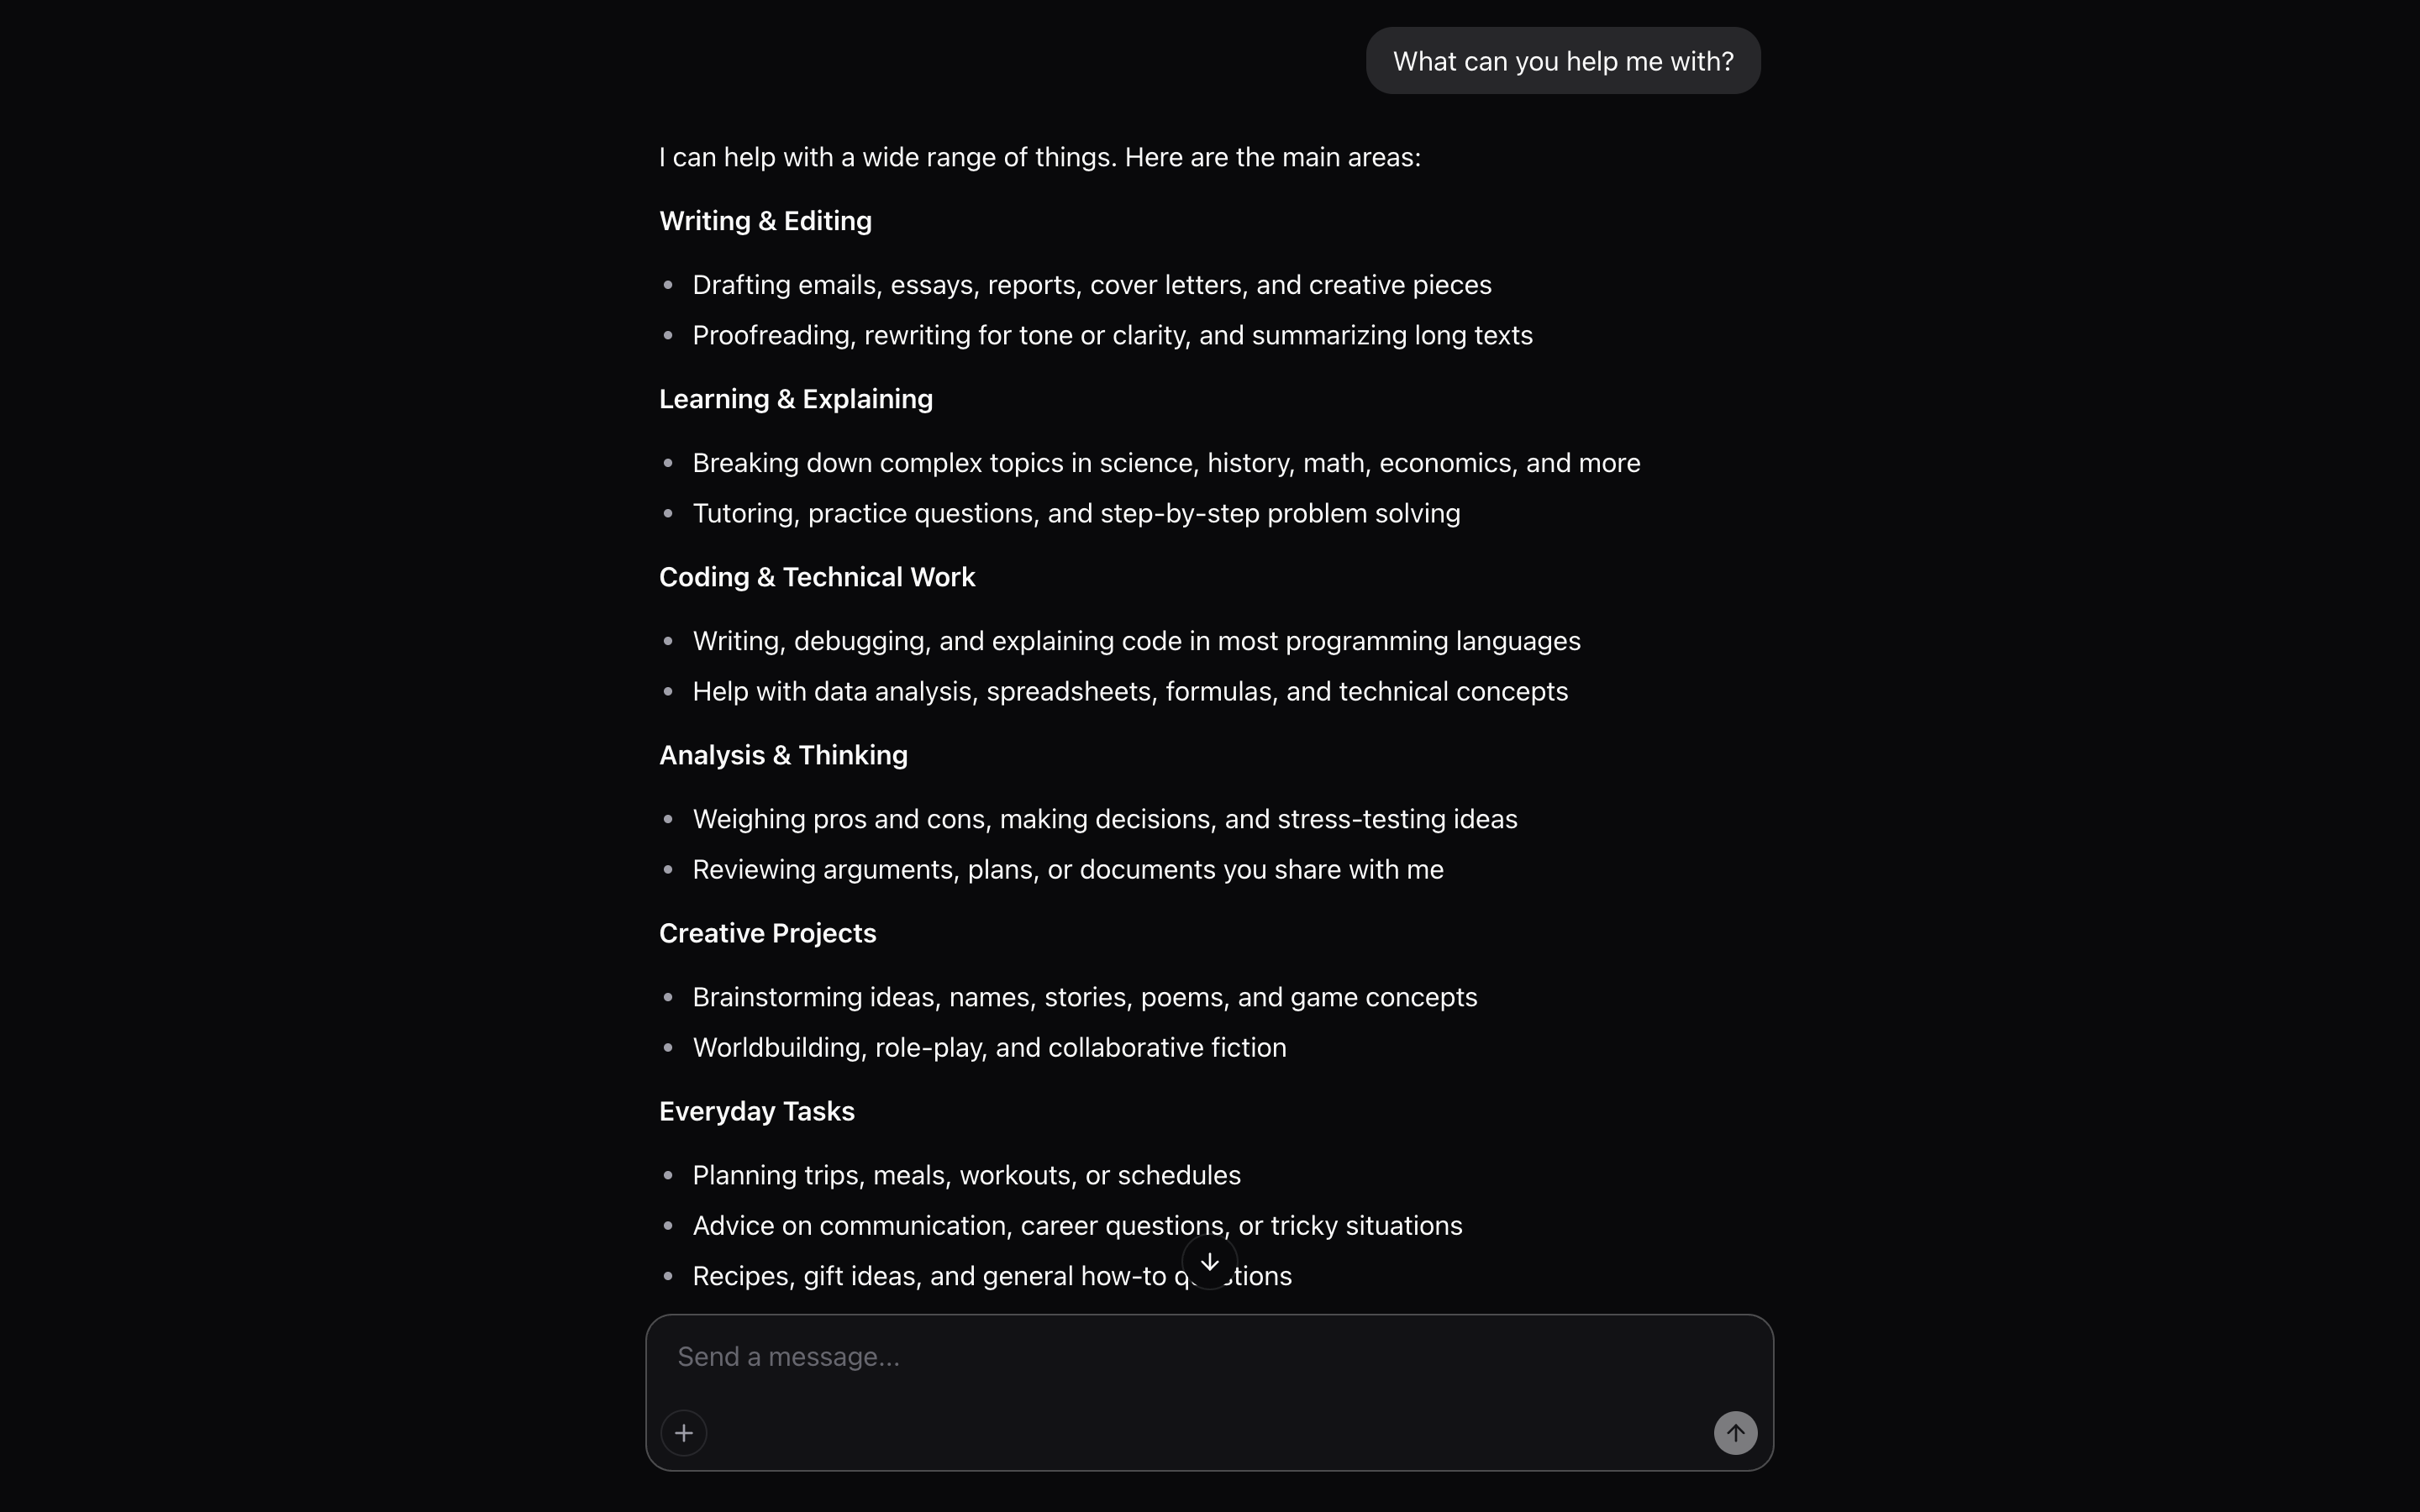 What can you help me with?
I can help with a wide range of things. Here are the main areas:
Writing & Editing
Drafting emails, essays, reports, cover letters, and creative pieces
Proofreading, rewriting for tone or clarity, and summarizing long texts
Learning & Explaining
Breaking down complex topics in science, history, math, economics, and more
Tutoring, practice questions, and step-by-step problem solving
Coding & Technical Work
Writing, debugging, and explaining code in most programming languages
Help with data analysis, spreadsheets, formulas, and technical concepts
Analysis & Thinking
Weighing pros and cons, making decisions, and stress-testing ideas
Reviewing arguments, plans, or documents you share with me
Creative Projects
Brainstorming ideas, names, stories, poems, and game concepts
Worldbuilding, role-play, and collaborative fiction
Everyday Tasks
Planning trips, meals, workouts, or schedules
Advice on communication, career questions, or tricky situations
Recipes, gift ideas, and general how-to
Send a message...